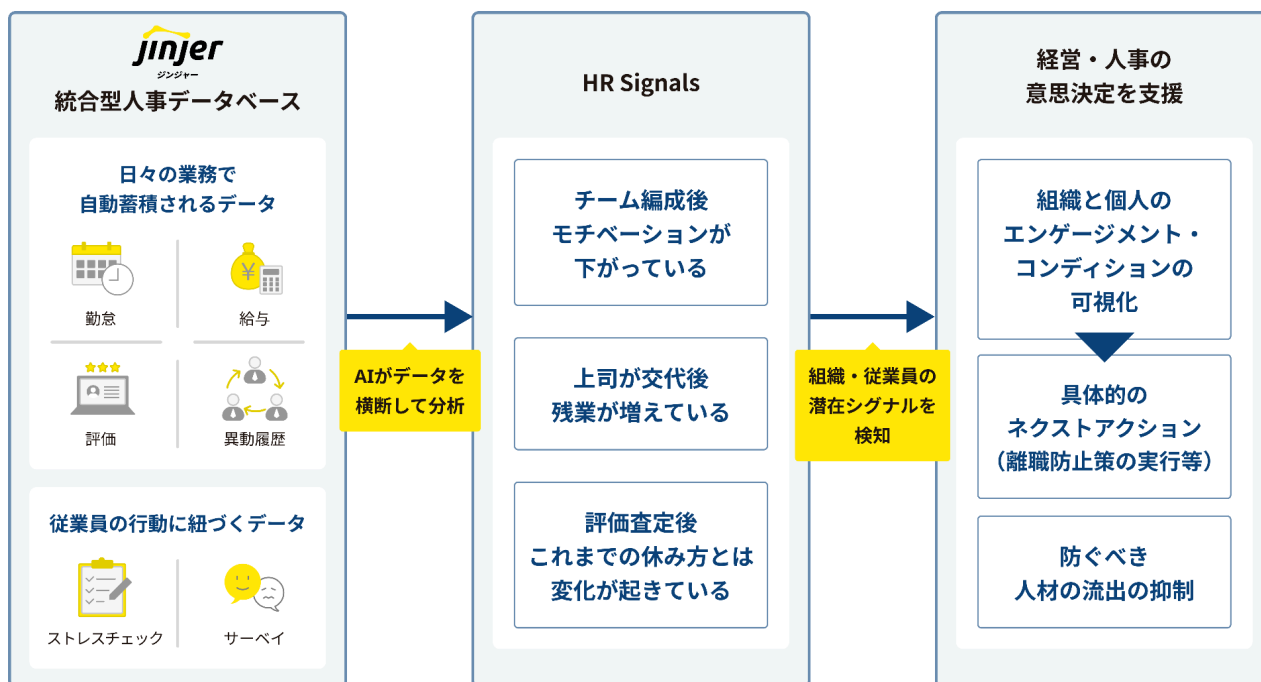 jinjer
ジンジャー
統合型人事データベース
日々の業務で
自動蓄積されるデータ
勤怠
¥
給与
評価
異動履歴
従業員の行動に紐づくデータ
ストレスチェック
サーベイ
AIがデータを
横断して分析
HR Signals
チーム編成後
モチベーションが
下がっている
上司が交代後
残業が増えている
評価査定後
これまでの休み方とは
変化が起きている
組織・従業員の
潜在シグナルを
検知
経営・人事の
意思決定を支援
組織と個人の
エンゲージメント・
コンディションの
可視化
具体的の
ネクストアクション
（離職防止策の実行等）
防ぐべき
人材の流出の抑制